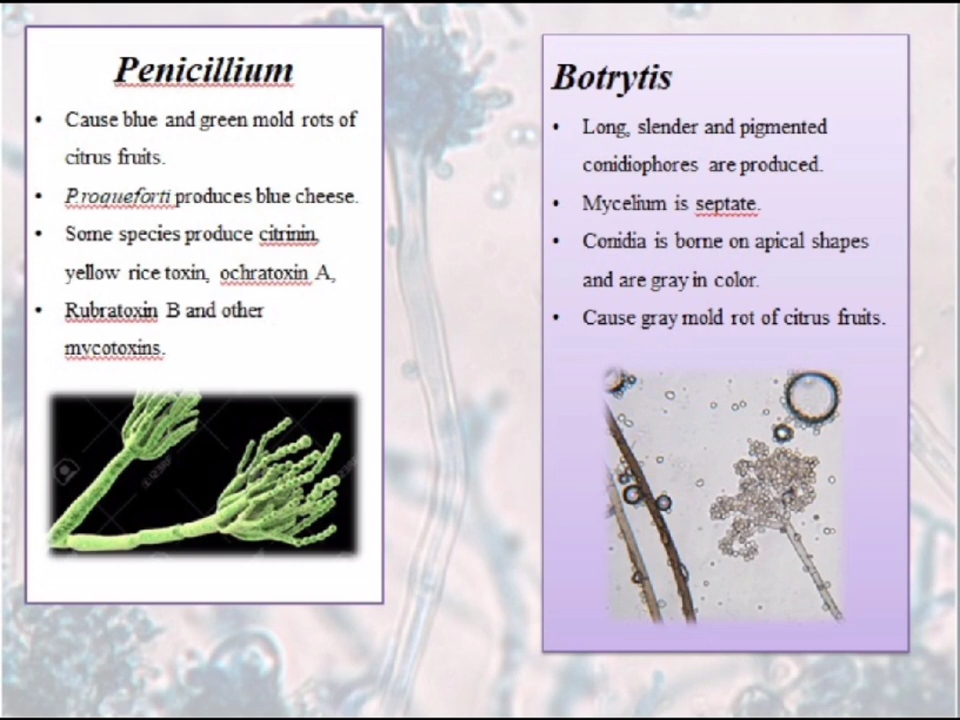 Penicillium
• Cause blue and green mold rots of
citrus fruits.
• P.roqueforti produces blue cheese.
• Some species produce citrinin,
yellow rice toxin, ochratoxin A,
• Rubratoxin B and other
mycotoxins.
Botrytis
• Long, slender and pigmented
conidiophores are produced.
• Mycelium is septate.
• Conidia is borne on apical shapes
and are gray in color.
• Cause gray mold rot of citrus fruits.